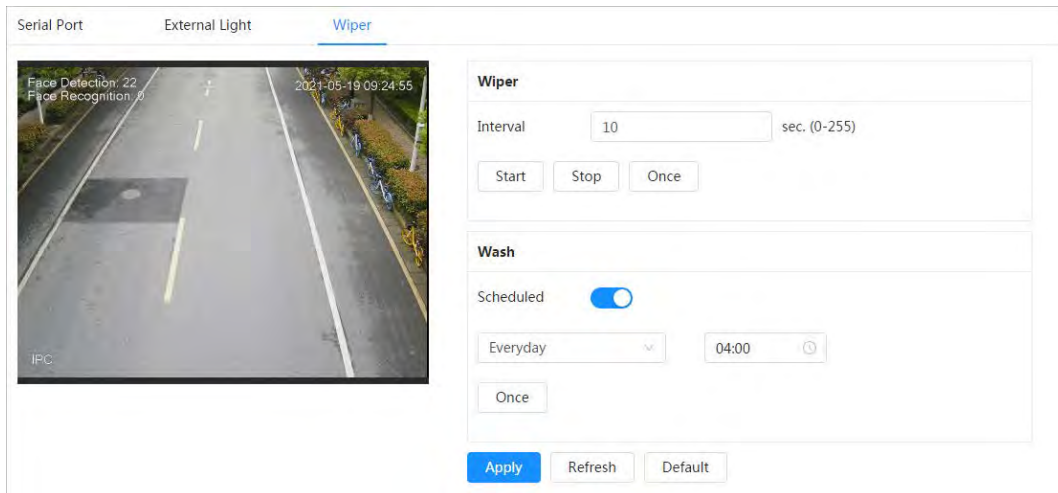 Serial Port External Light Wiper
Face Detection: 22
Face Recognition: 0
2021-05-19 09:24:55
IPC
Wiper
Interval 10 sec. (0-255)
Start Stop Once
Wash
Scheduled
Everyday 04:00
Once
Apply Refresh Default